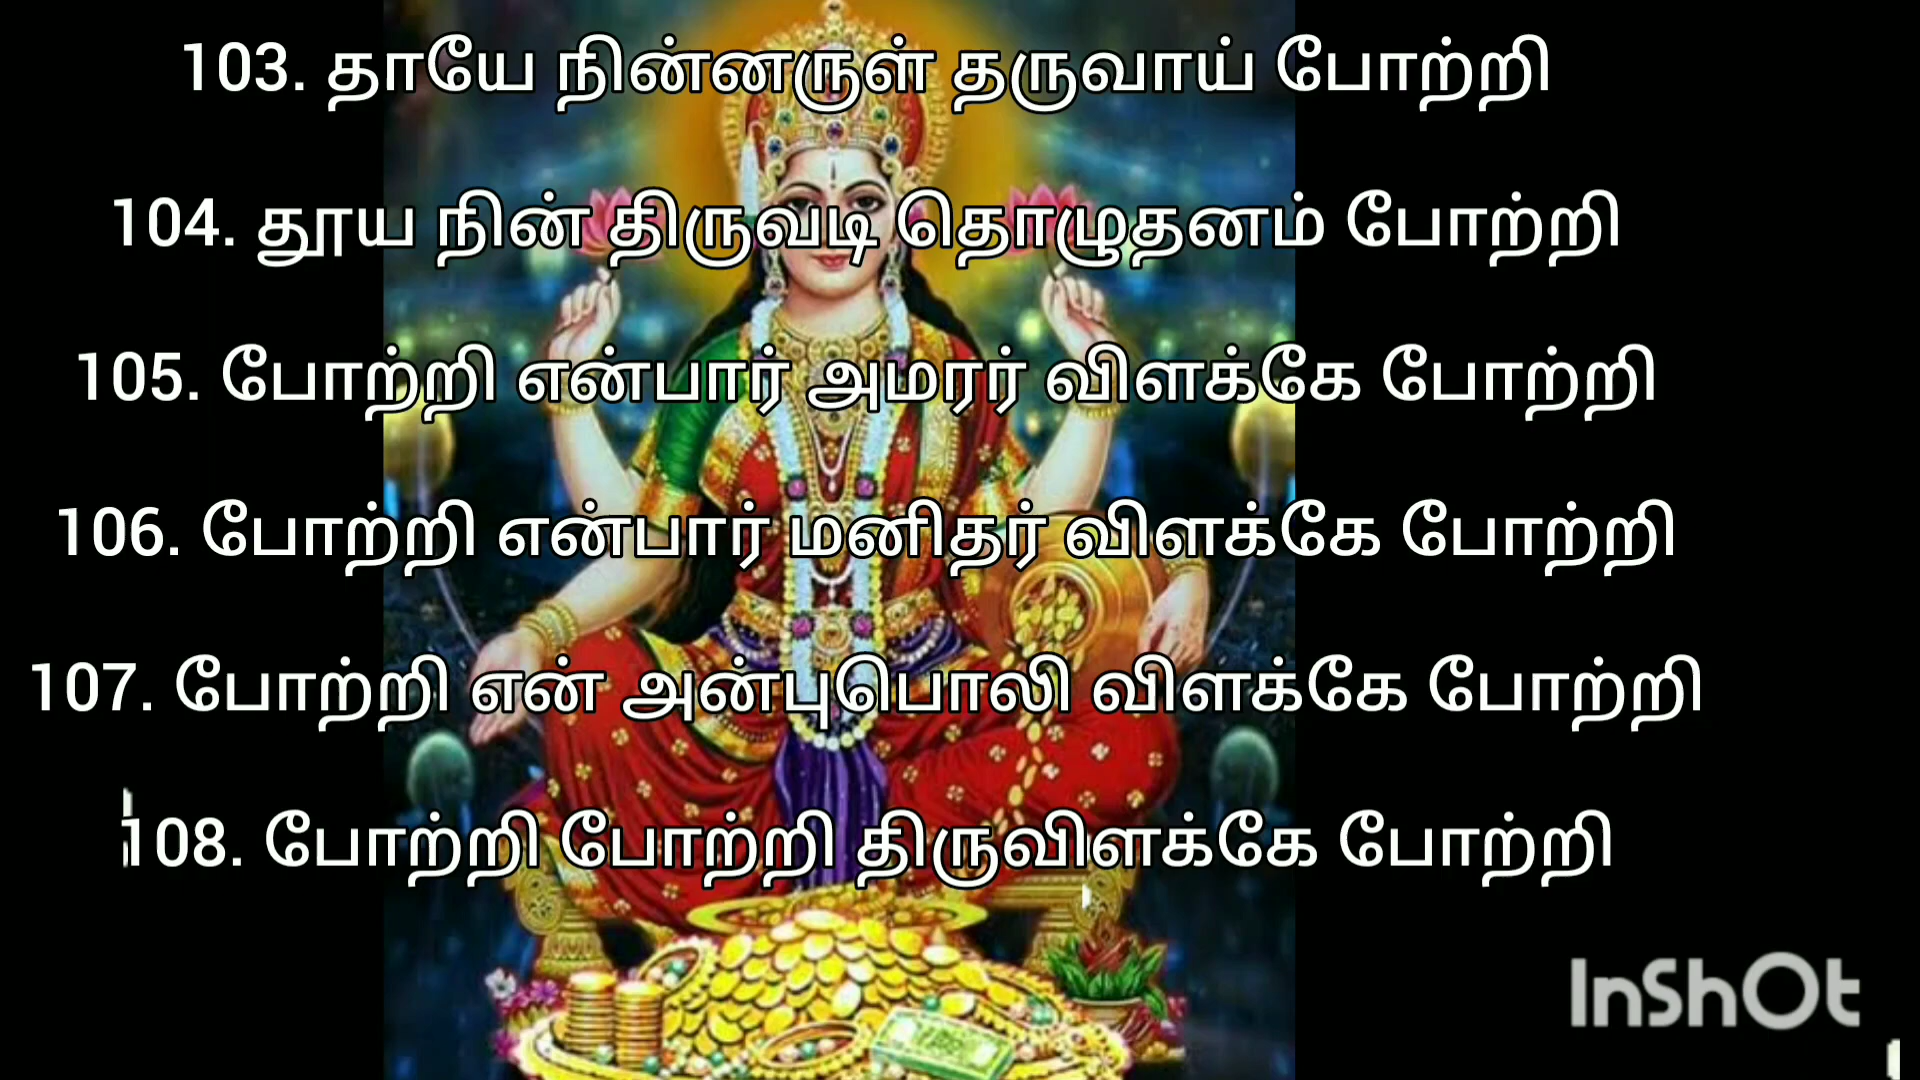 103. தாயே நின்னருள் தருவாய் போற்றி
104. தூய நின் திருவடி தொழுதனம் போற்றி
105. போற்றி என்பார் அமரர் விளக்கே போற்றி
106. போற்றி என்பார் மனிதர் விளக்கே போற்றி
107. போற்றி என் அன்புபொலி விளக்கே போற்றி
108. போற்றி போற்றி திருவிளக்கே போற்றி
InShOt